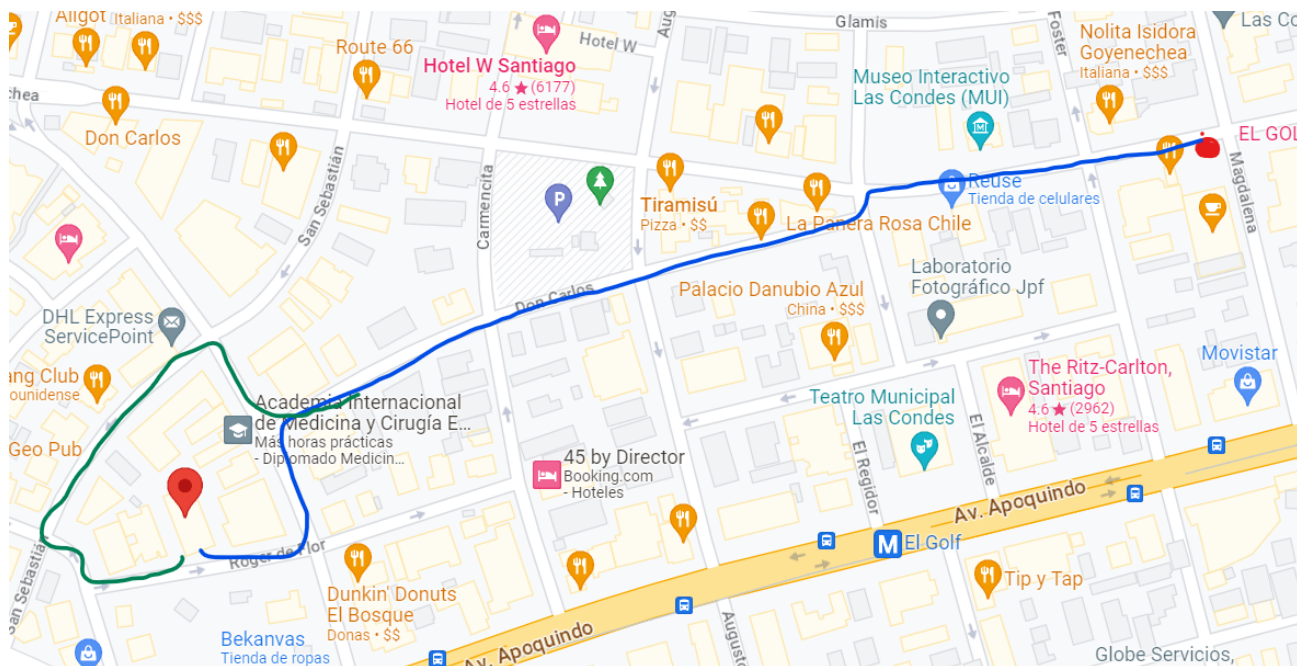 Aligot
Italiana • $$$
Route 66
Hotel W
Glamis
Foster
Las Co
Nolita Isidora
Goyenechea
Italiana • $$$
Hotel W Santiago
4.6 ★ (6177)
Hotel de 5 estrellas
Museo Interactivo
Las Condes (MUI)
chea
Don Carlos
San Sebastián
Carmencita
P
Tiramisú
Pizza • $$
EL GOL
Magdalena
Reuse
Tienda de celulares
La Panera Rosa Chile
Don Carlos
Palacio Danubio Azul
China • $$$
Laboratorio
Fotográfico Jpf
DHL Express
ServicePoint
Movistar
ang Club
ounidense
Academia Internacional
de Medicina y Cirugía E...
Más horas prácticas
- Diplomado Medicin...
The Ritz-Carlton,
Santiago
4.6 ★ (2962)
Hotel de 5 estrellas
Teatro Municipal
Las Condes
Geo Pub
45 by Director
Booking.com
- Hoteles
El Regidor
El Alcalde
Av. Apoquindo
M El Golf
Roger de Flor
San Sebastián
Dunkin' Donuts
El Bosque
Donas • $$
Tip y Tap
Bekanvas
Tienda de ropas
Av. Apoquindo
Augusto
Globe Servicios,